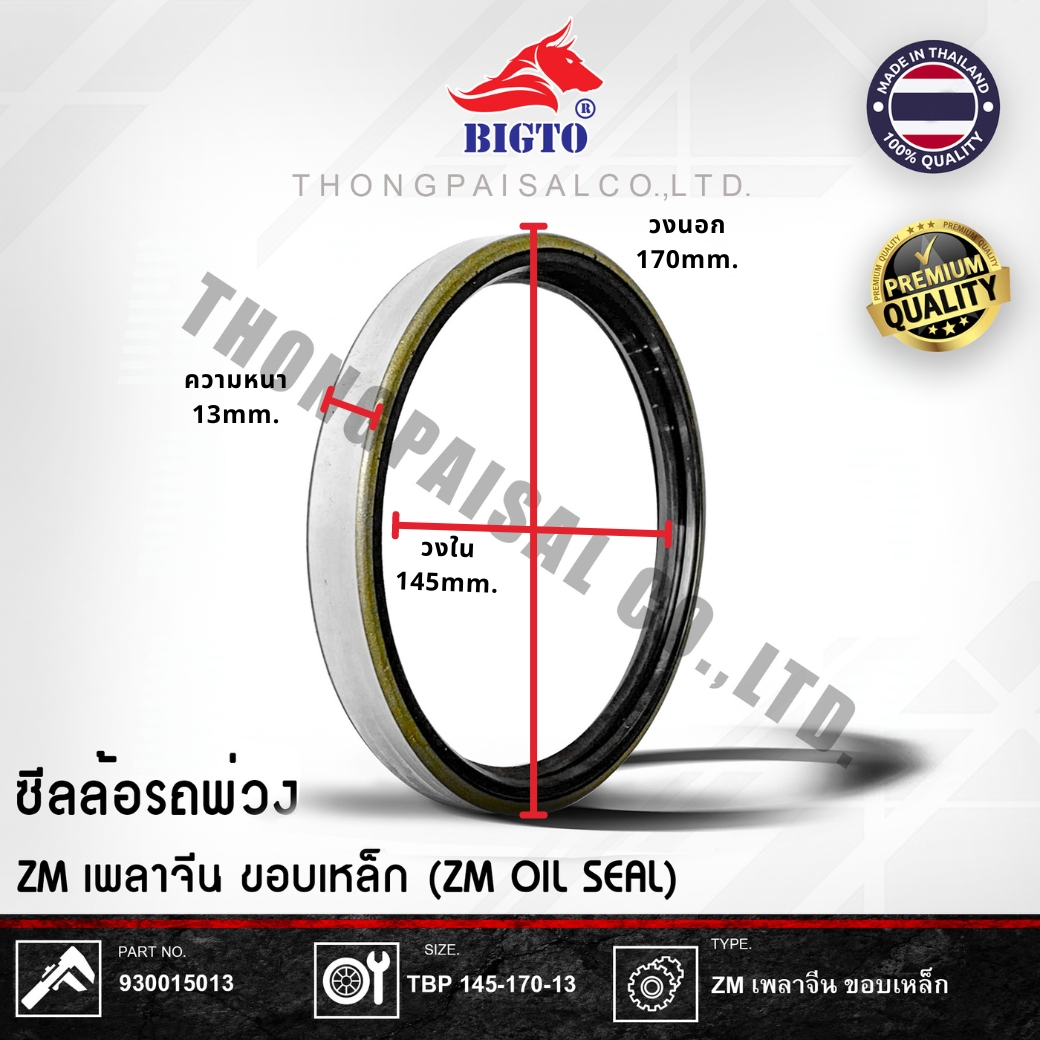 BIGTO
®
THONGPAISALCO.,LTD.
MADE IN THAILAND
100% QUALITY
PREMIUM QUALITY
PREMIUM QUALITY
PREMIUM
QUALITY
วงนอก
170mm.
ความหนา
13mm.
วงใน
145mm.
THONGPAISAL CO.,LTD.
ซีลล้อรถพ่วง
ZM เพลาจีน ขอบเหล็ก (ZM OIL SEAL)
PART NO.
930015013
SIZE.
TBP 145-170-13
TYPE.
ZM เพลาจีน ขอบเหล็ก